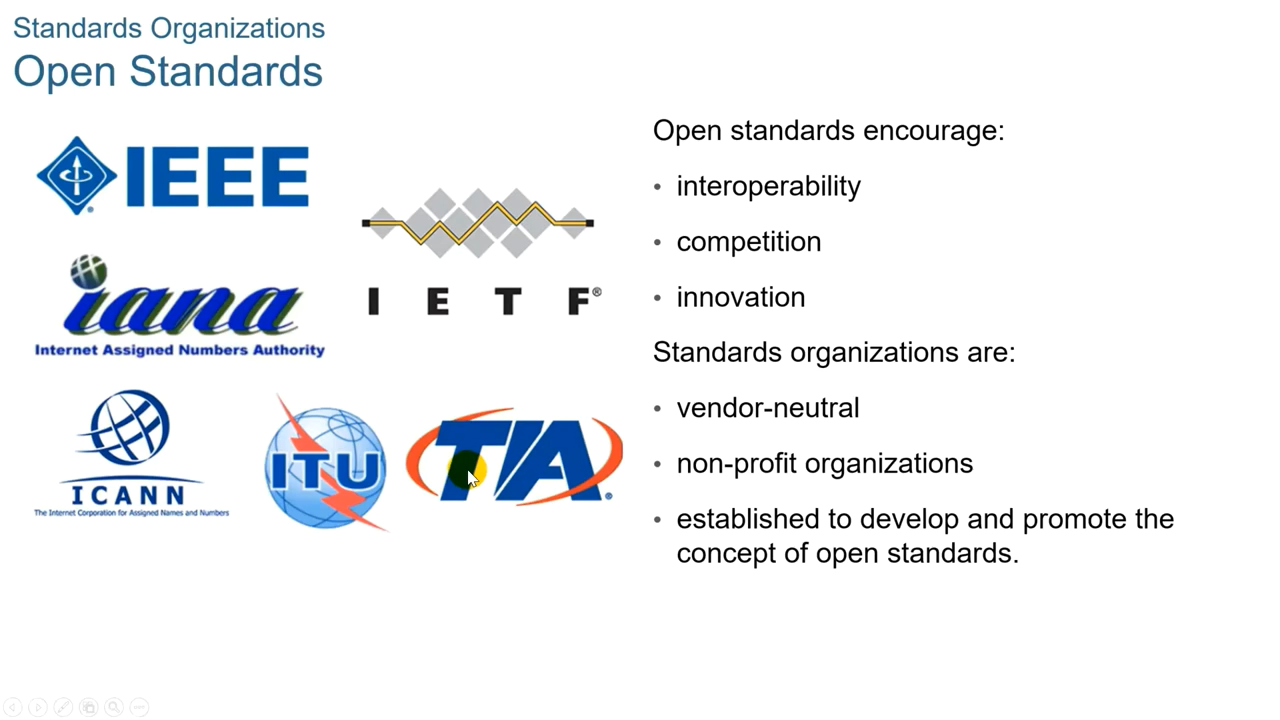 Standards Organizations
Open Standards
IEEE
iana
Internet Assigned Numbers Authority
IETF®
ICANN
The Internet Corporation for Assigned Names and Numbers
ITU
TIA®
Open standards encourage:
• interoperability
• competition
• innovation
Standards organizations are:
• vendor-neutral
• non-profit organizations
• established to develop and promote the
concept of open standards.